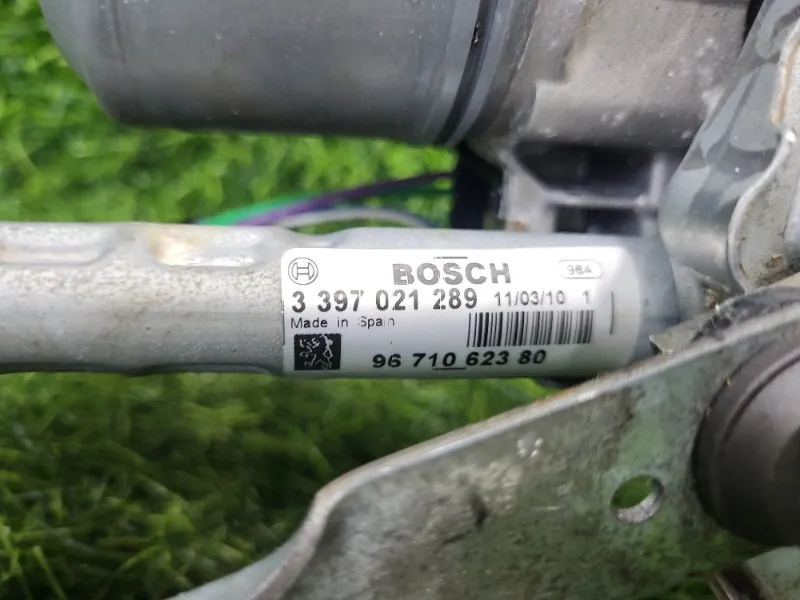 BOSCH 984
3 397 021 289 11/03/10 1
Made in Spain
96 710 623 80